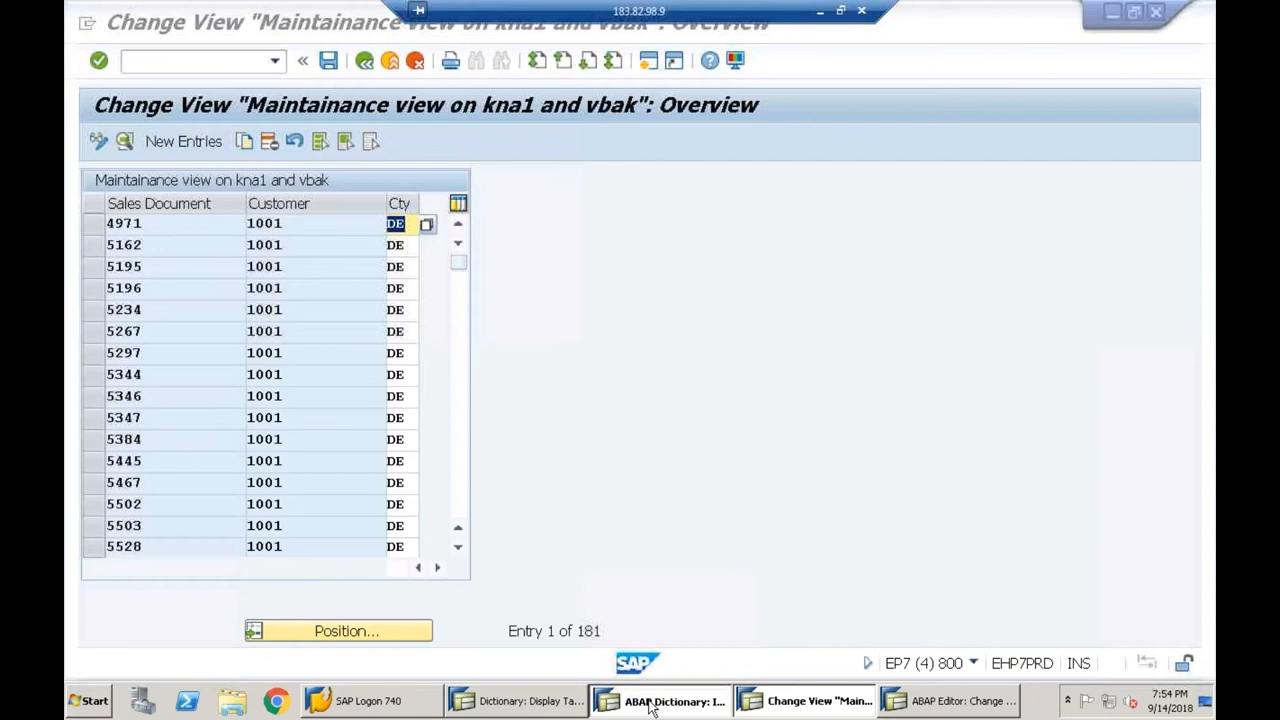 183.82.98.9
Change View "Maintainance view on kna1 and vbak": Overview
Change View "Maintainance view on kna1 and vbak": Overview
New Entries
Maintainance view on kna1 and vbak
Sales Document Customer Cty
4971 1001 DE
5162 1001 DE
5195 1001 DE
5196 1001 DE
5234 1001 DE
5267 1001 DE
5297 1001 DE
5344 1001 DE
5346 1001 DE
5347 1001 DE
5384 1001 DE
5445 1001 DE
5467 1001 DE
5502 1001 DE
5503 1001 DE
5528 1001 DE
Position... Entry 1 of 181
SAP EP7 (4) 800 EHP7PRD INS
Start SAP Logon 740 Dictionary: Display Ta... ABAP Dictionary: I... Change View "Main... ABAP Editor: Change ... 7:54 PM
9/14/2018